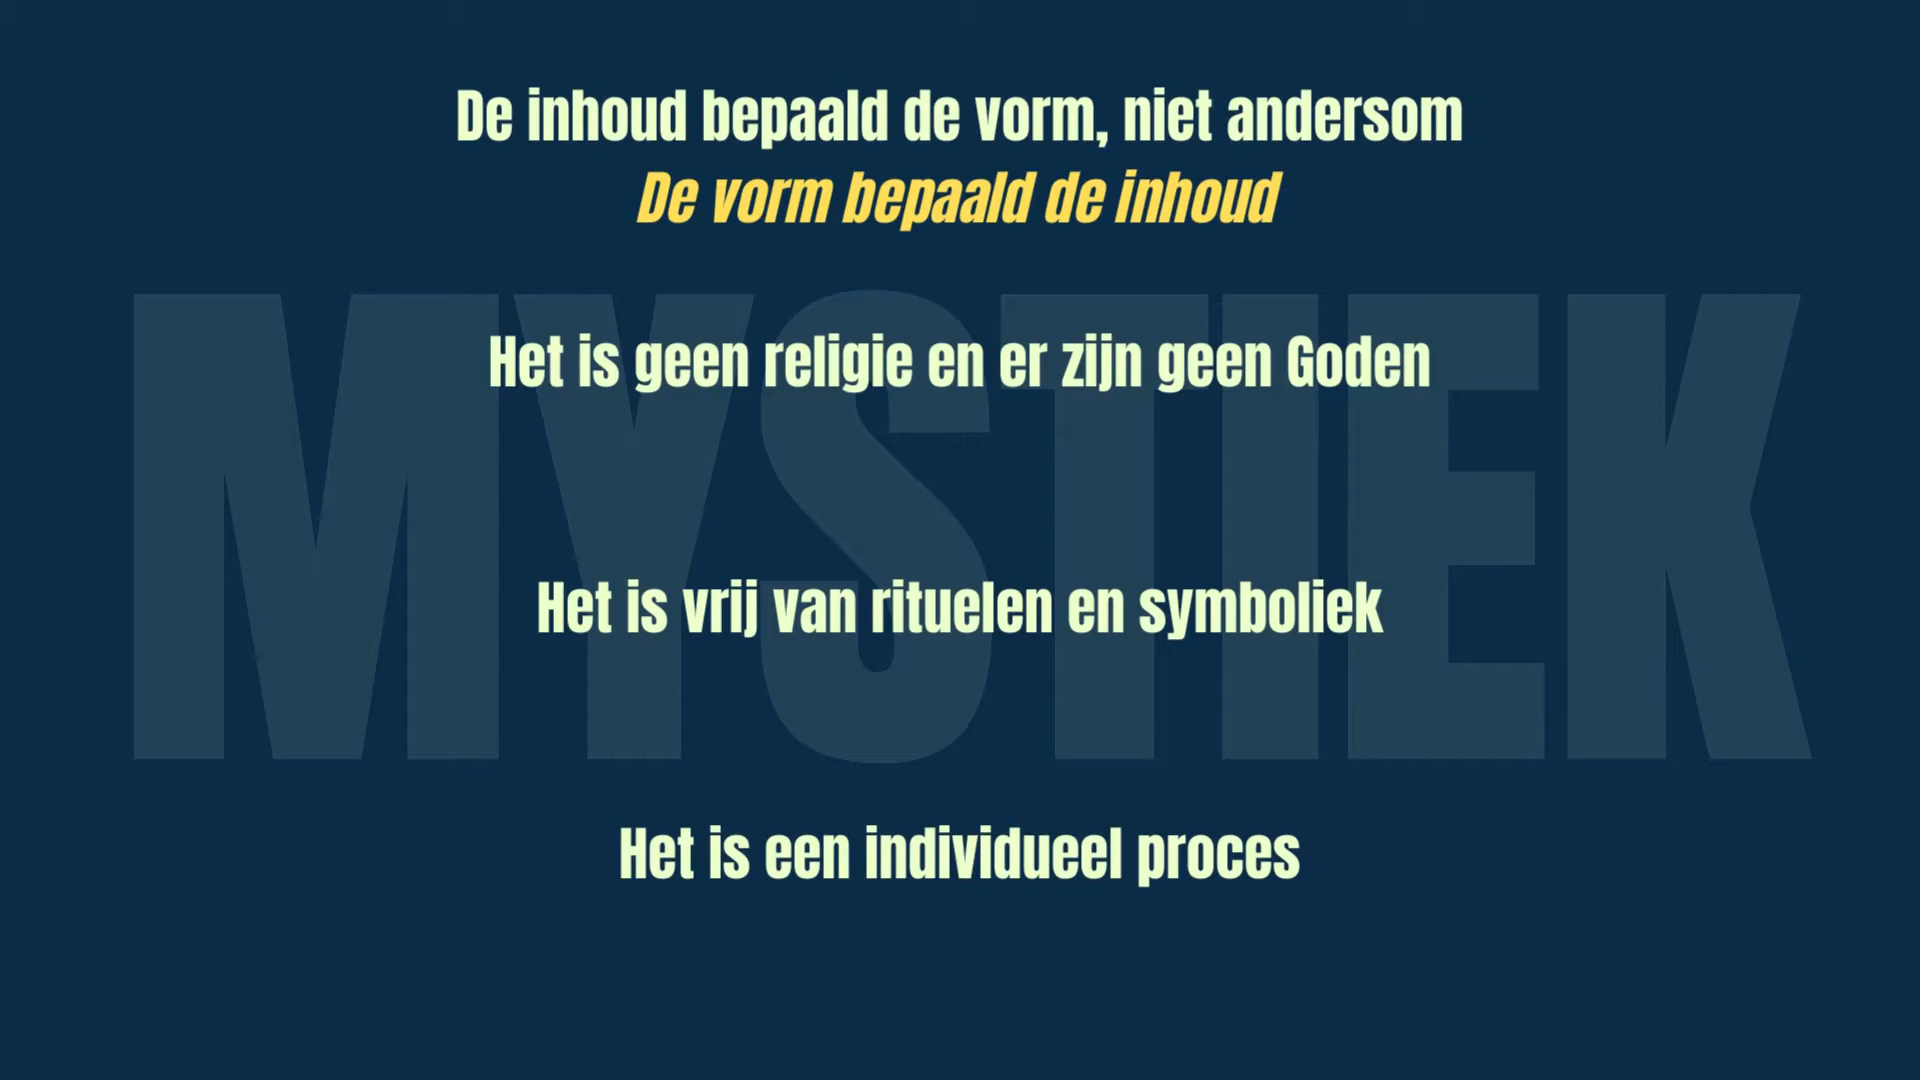 De inhoud bepaald de vorm, niet andersom
De vorm bepaald de inhoud
MYSTIEK
Het is geen religie en er zijn geen Goden
Het is vrij van rituelen en symboliek
Het is een individueel proces